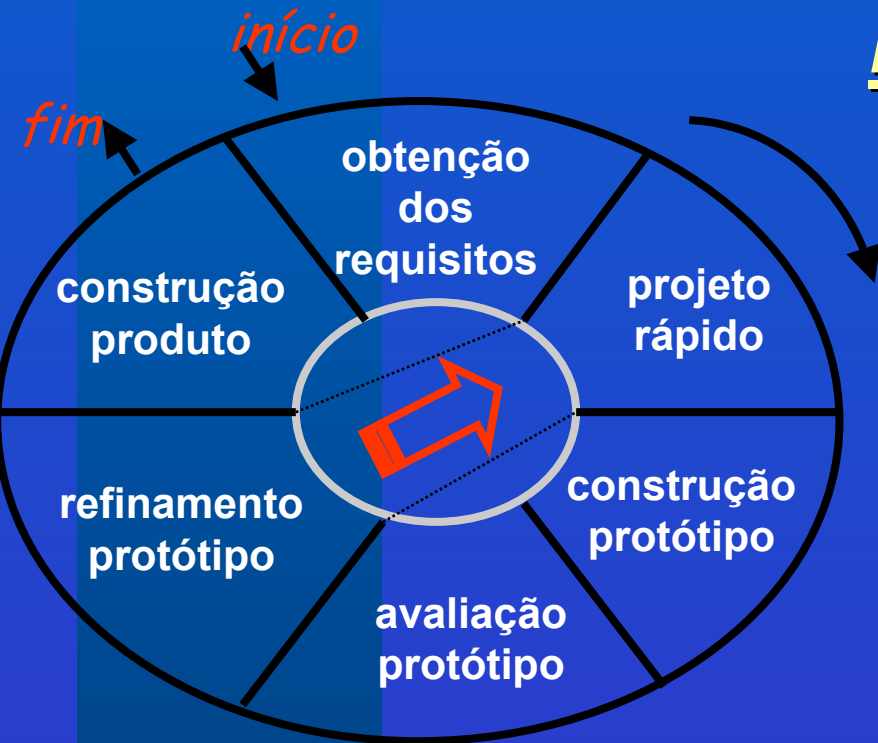 início
fim
obtenção
dos
requisitos
projeto
rápido
construção
protótipo
avaliação
protótipo
refinamento
protótipo
construção
produto